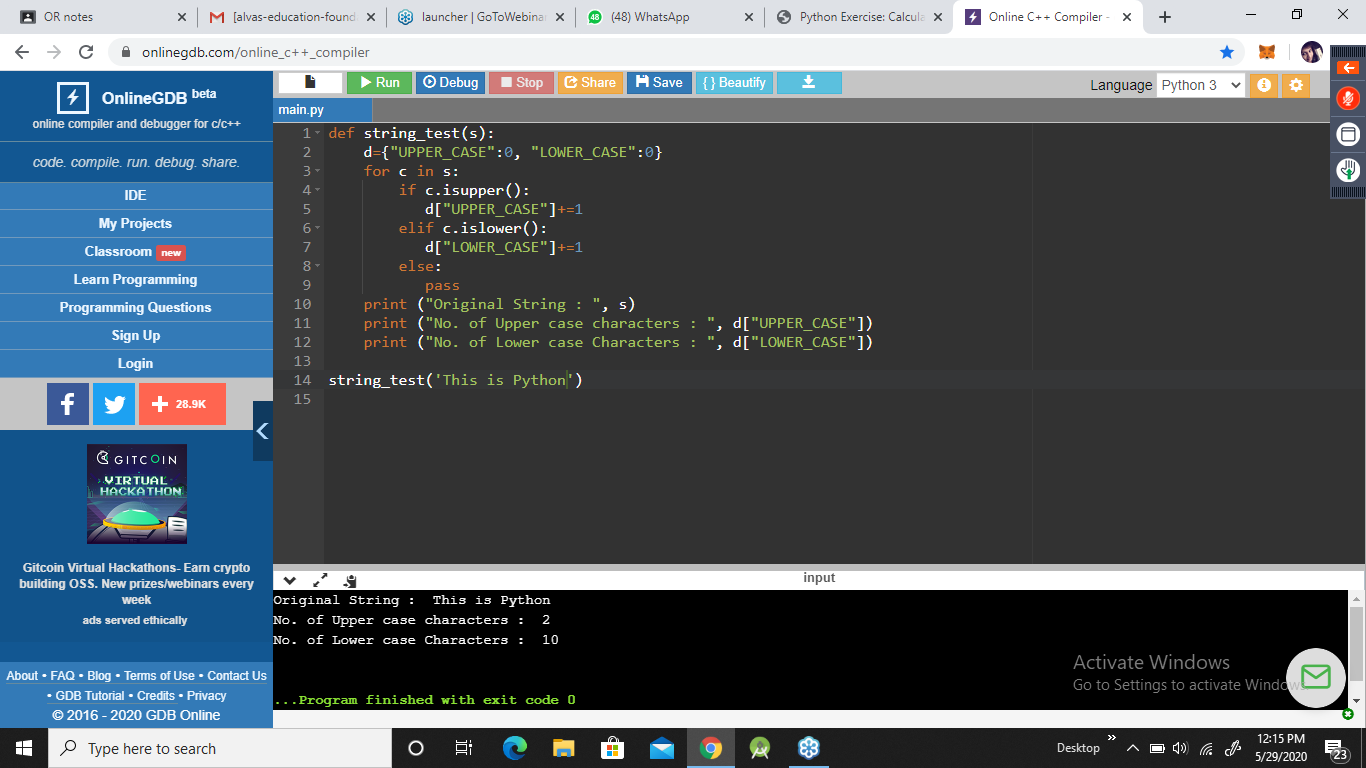 OR notes
[alvas-education-found
launcher | GoToWebina
(48) WhatsApp
Python Exercise: Calcula
Online C++ Compiler -
onlinegdb.com/online_c++_compiler
OnlineGDB beta
online compiler and debugger for c/c++
code. compile. run. debug. share.
IDE
My Projects
Classroom new
Learn Programming
Programming Questions
Sign Up
Login
28.9K
GITCOIN
VIRTUAL
HACKATHON
Gitcoin Virtual Hackathons- Earn crypto
building OSS. New prizes/webinars every
week
ads served ethically
About • FAQ • Blog • Terms of Use • Contact Us
• GDB Tutorial • Credits • Privacy
© 2016 - 2020 GDB Online
Run Debug Stop Share Save { } Beautify
Language Python 3
main.py
1 def string_test(s):
2 d={"UPPER_CASE":0, "LOWER_CASE":0}
3 for c in s:
4 if c.isupper():
5 d["UPPER_CASE"]+=1
6 elif c.islower():
7 d["LOWER_CASE"]+=1
8 else:
9 pass
10 print ("Original String : ", s)
11 print ("No. of Upper case characters : ", d["UPPER_CASE"])
12 print ("No. of Lower case Characters : ", d["LOWER_CASE"])
13
14 string_test('This is Python')
15
input
Original String :  This is Python
No. of Upper case characters :  2
No. of Lower case Characters :  10
...Program finished with exit code 0
Activate Windows
Go to Settings to activate Windows.
Type here to search
Desktop
12:15 PM
5/29/2020
23